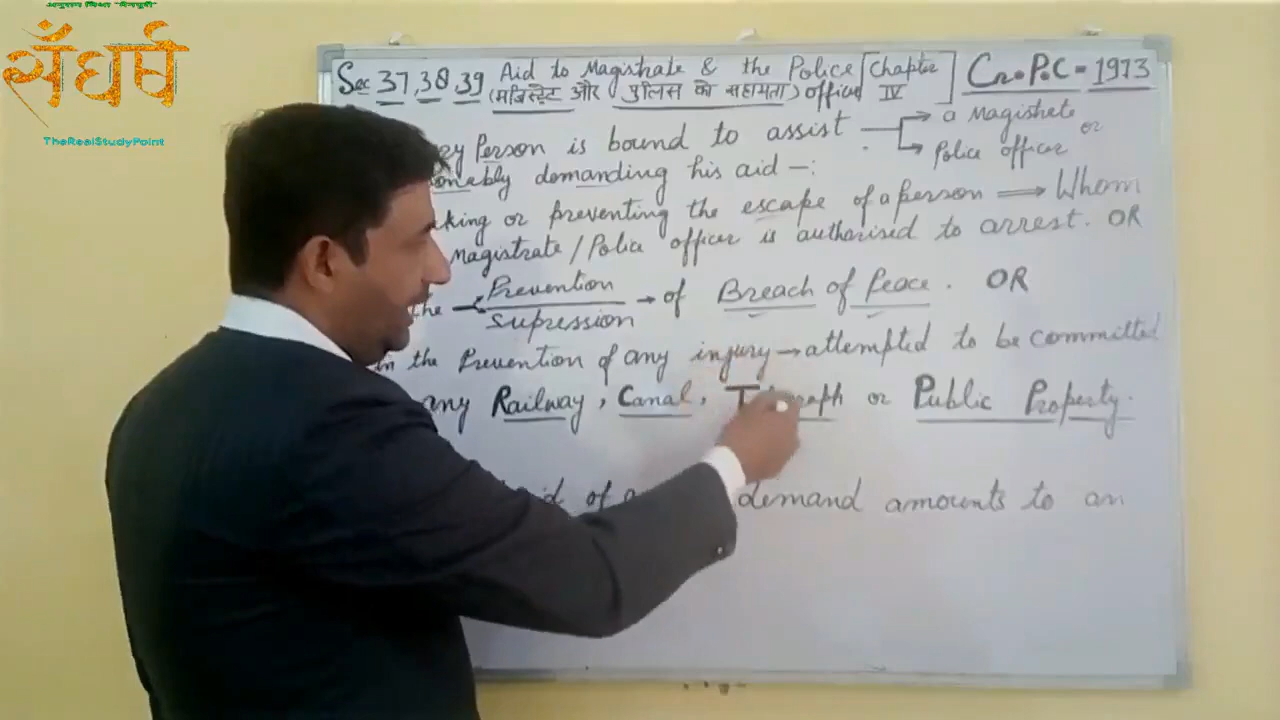 सँघर्ष
TheRealStudyPoint
Sec 37,38,39 Aid to Magistrate & the Police officer [Chapter IV] Cr.P.C - 1973
(मजिस्ट्रेट और पुलिस को सहायता)
Person is bound to assist → a Magistrate or
→ Police officer
demanding his aid -:
or preventing the escape of a person ⟹ Whom
Magistrate/Police officer is authorised to arrest. OR
the Prevention
supression → of Breach of Peace. OR
the Prevention of any injury → attempted to be committed
any Railway, Canal, or Public Property.
of demand amounts to an